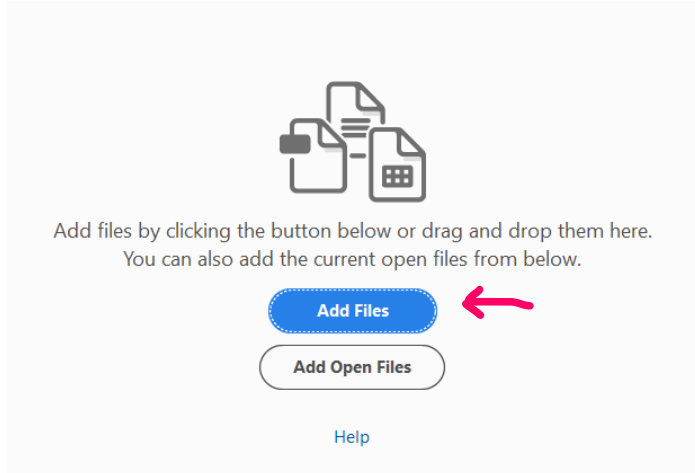 Add files by clicking the button below or drag and drop them here.
You can also add the current open files from below.
Add Files
Add Open Files
Help